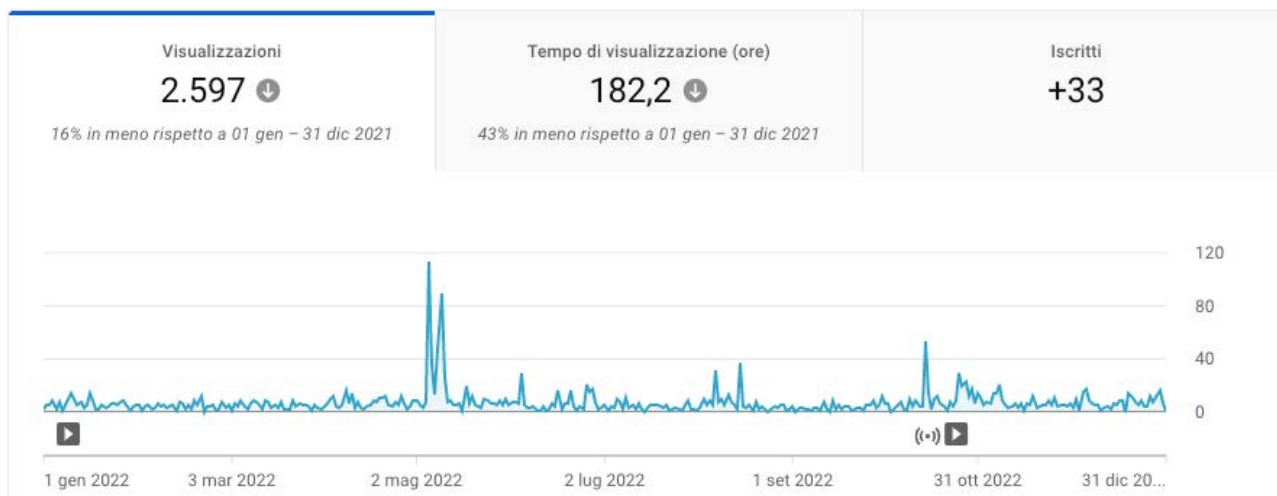 Visualizzazioni
2.597
16% in meno rispetto a 01 gen – 31 dic 2021
Tempo di visualizzazione (ore)
182,2
43% in meno rispetto a 01 gen – 31 dic 2021
Iscritti
+33
120
80
40
0
1 gen 2022
3 mar 2022
2 mag 2022
2 lug 2022
1 set 2022
31 ott 2022
31 dic 20...